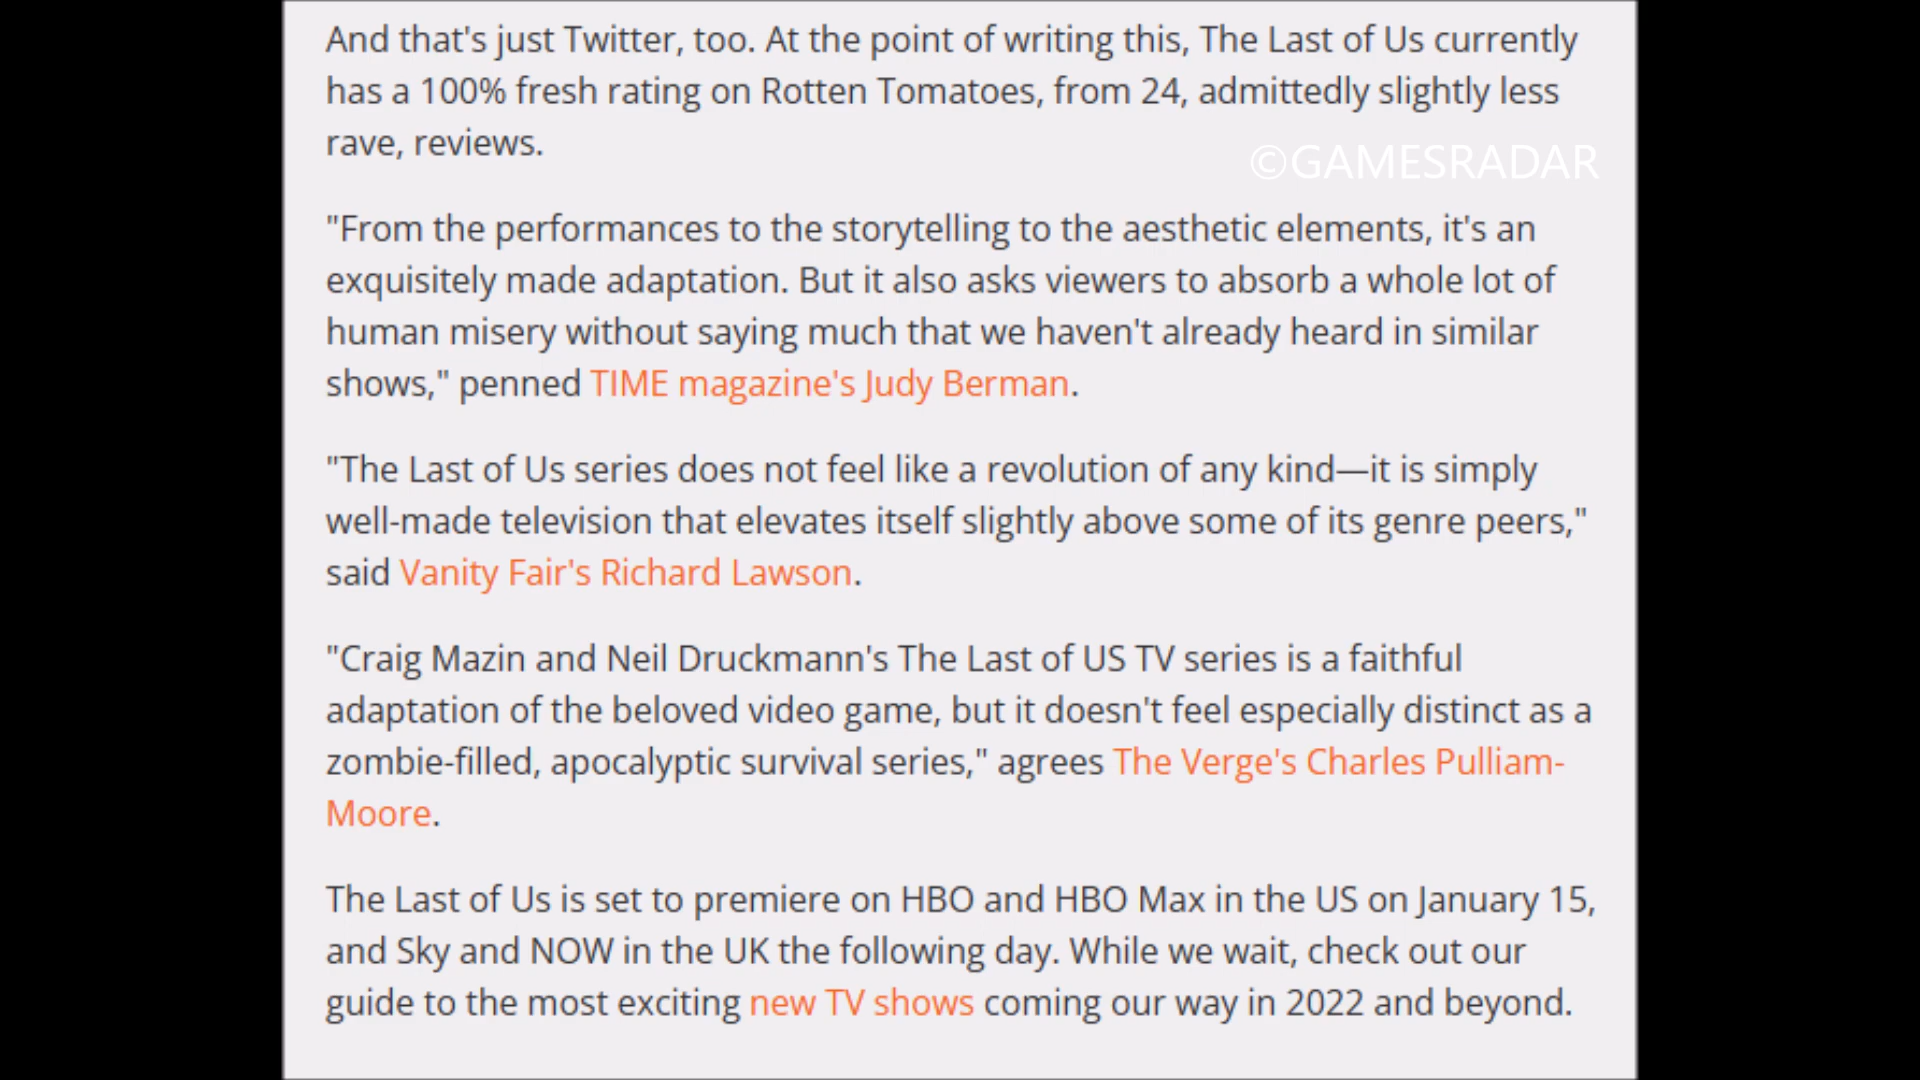 And that's just Twitter, too. At the point of writing this, The Last of Us currently
has a 100% fresh rating on Rotten Tomatoes, from 24, admittedly slightly less
rave, reviews.
©GAMESRADAR
"From the performances to the storytelling to the aesthetic elements, it's an
exquisitely made adaptation. But it also asks viewers to absorb a whole lot of
human misery without saying much that we haven't already heard in similar
shows," penned TIME magazine's Judy Berman.
"The Last of Us series does not feel like a revolution of any kind—it is simply
well-made television that elevates itself slightly above some of its genre peers,"
said Vanity Fair's Richard Lawson.
"Craig Mazin and Neil Druckmann's The Last of US TV series is a faithful
adaptation of the beloved video game, but it doesn't feel especially distinct as a
zombie-filled, apocalyptic survival series," agrees The Verge's Charles Pulliam-
Moore.
The Last of Us is set to premiere on HBO and HBO Max in the US on January 15,
and Sky and NOW in the UK the following day. While we wait, check out our
guide to the most exciting new TV shows coming our way in 2022 and beyond.